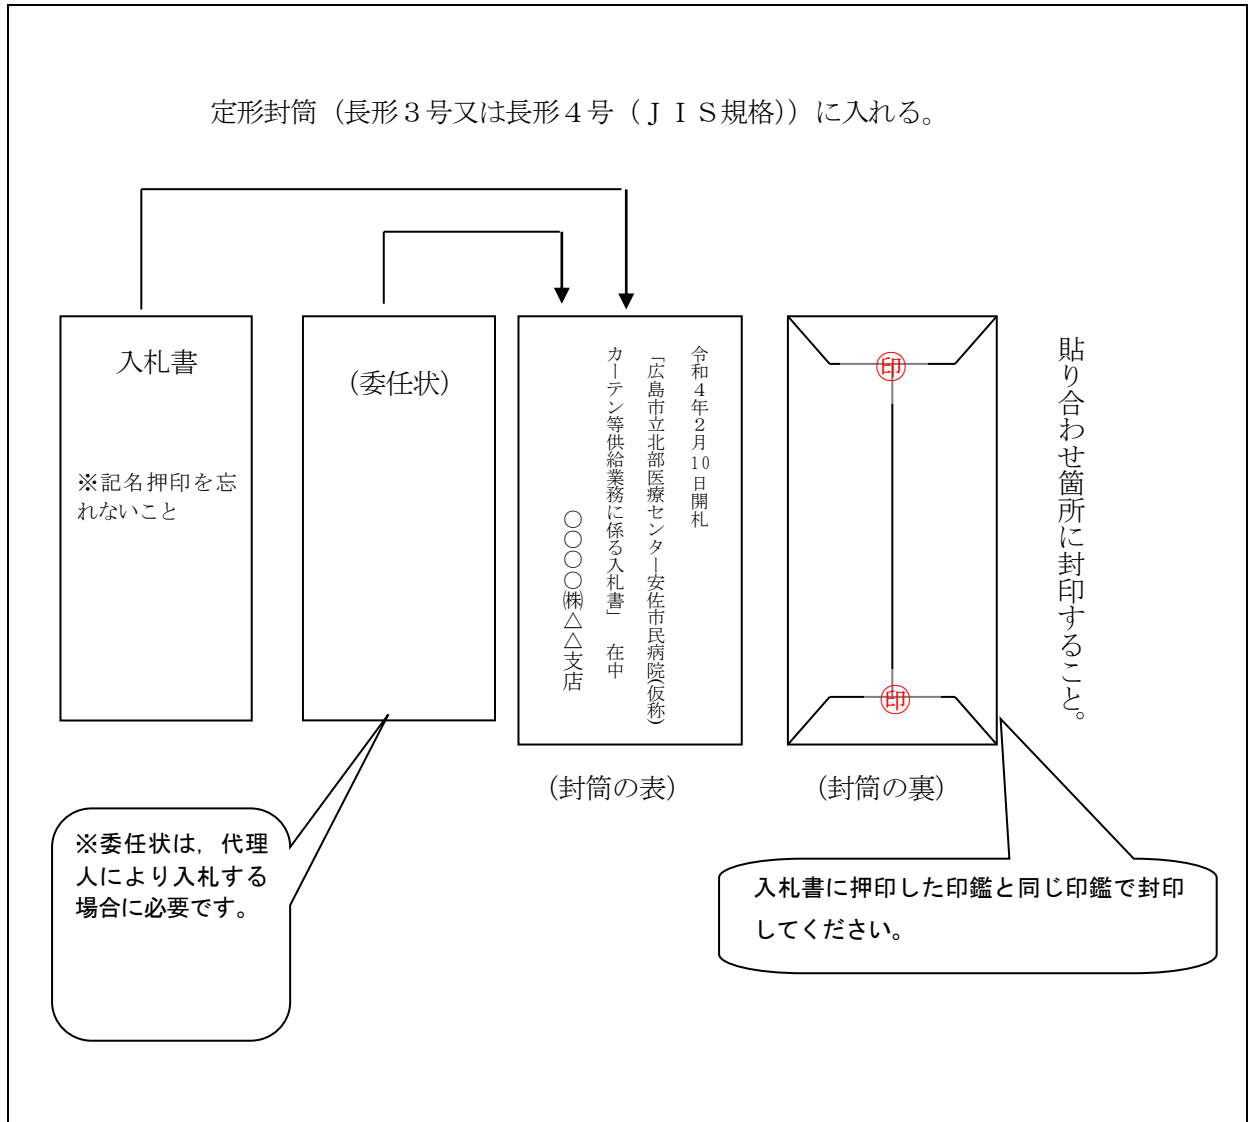 定形封筒（長形３号又は長形４号（ＪＩＳ規格））に入れる。
入札書
※記名押印を忘
れないこと
（委任状）
令和４年２月10日開札
「広島市立北部医療センター安佐市民病院(仮称)
カーテン等供給業務に係る入札書」　在中
〇〇〇〇㈱△△支店
印
印
貼り合わせ箇所に封印すること。
（封筒の表）
（封筒の裏）
※委任状は，代理
人により入札する
場合に必要です。
入札書に押印した印鑑と同じ印鑑で封印
してください。